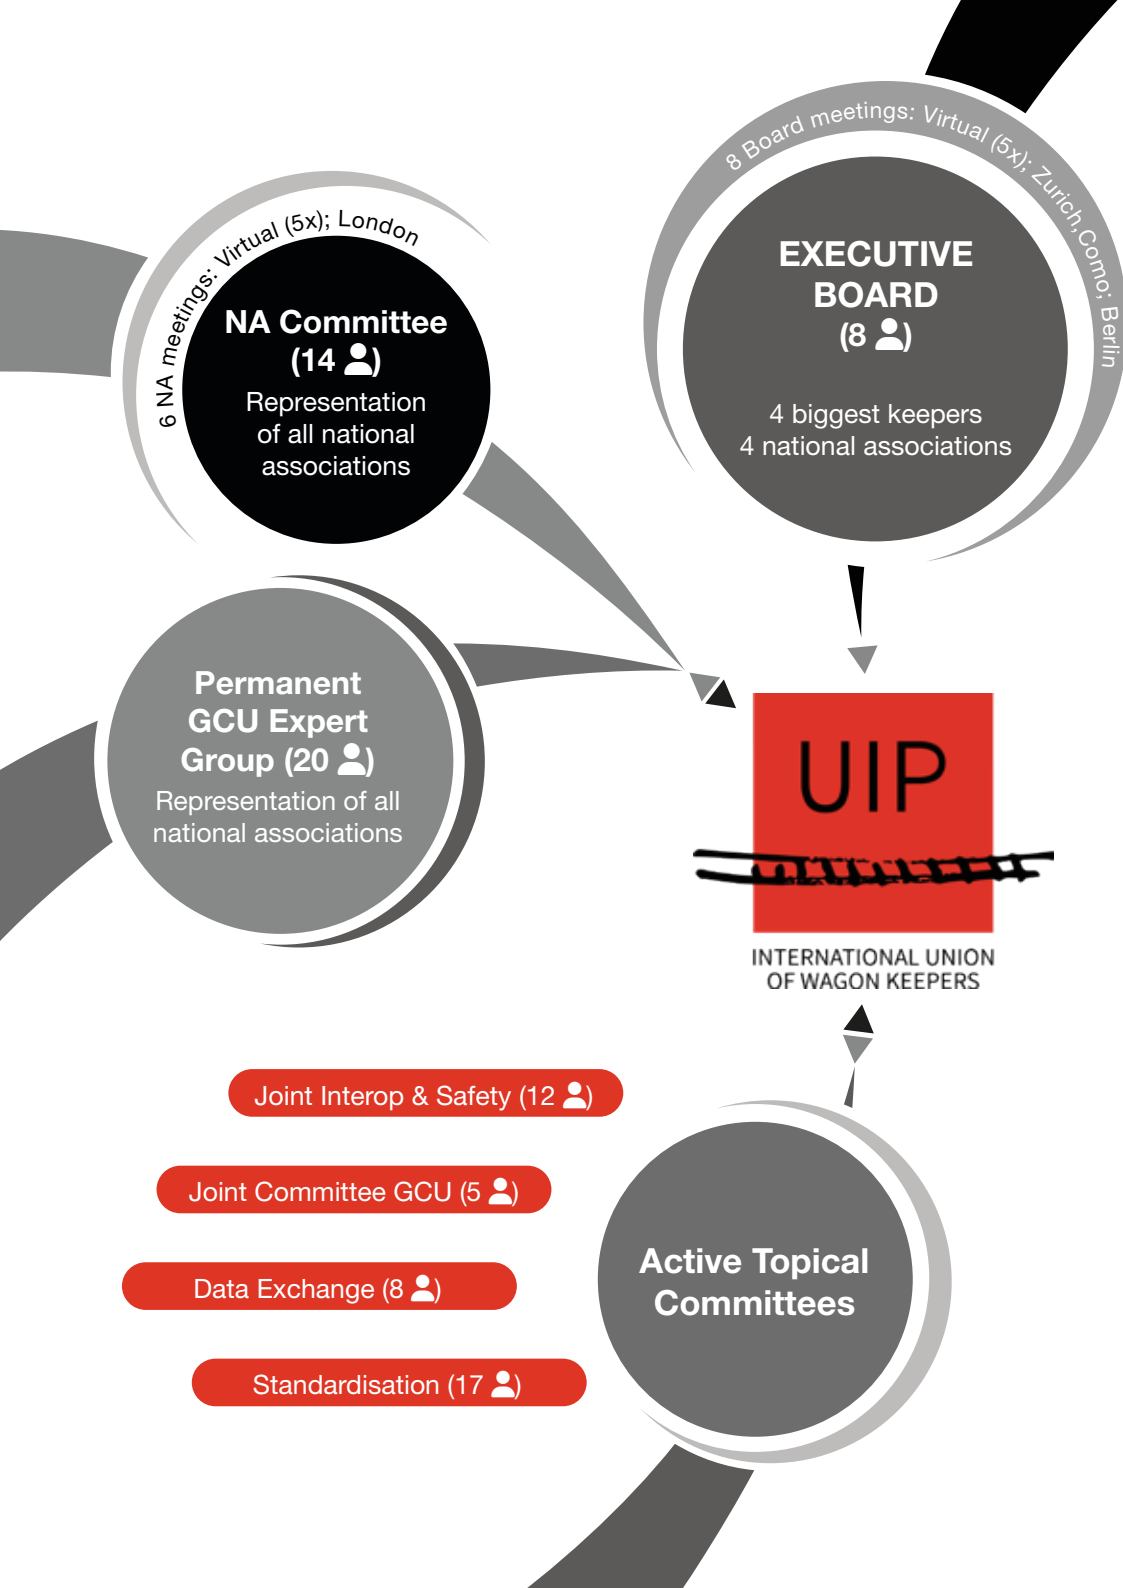 8 Board meetings: Virtual (5x); Zurich,Como; Berlin
EXECUTIVE
BOARD
(8)
4 biggest keepers
4 national associations
6 NA meetings: Virtual (5x); London
NA Committee
(14)
Representation
of all national
associations
Permanent
GCU Expert
Group (20)
Representation of all
national associations
UIP
INTERNATIONAL UNION
OF WAGON KEEPERS
Joint Interop & Safety (12)
Joint Committee GCU (5)
Data Exchange (8)
Standardisation (17)
Active Topical
Committees